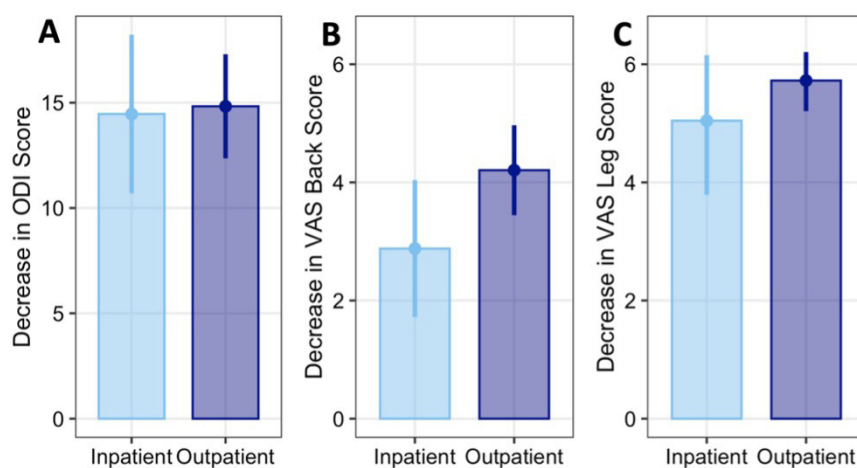 A
Decrease in ODI Score
15
10
5
0
Inpatient Outpatient
B
Decrease in VAS Back Score
6
4
2
0
Inpatient Outpatient
C
Decrease in VAS Leg Score
6
4
2
0
Inpatient Outpatient